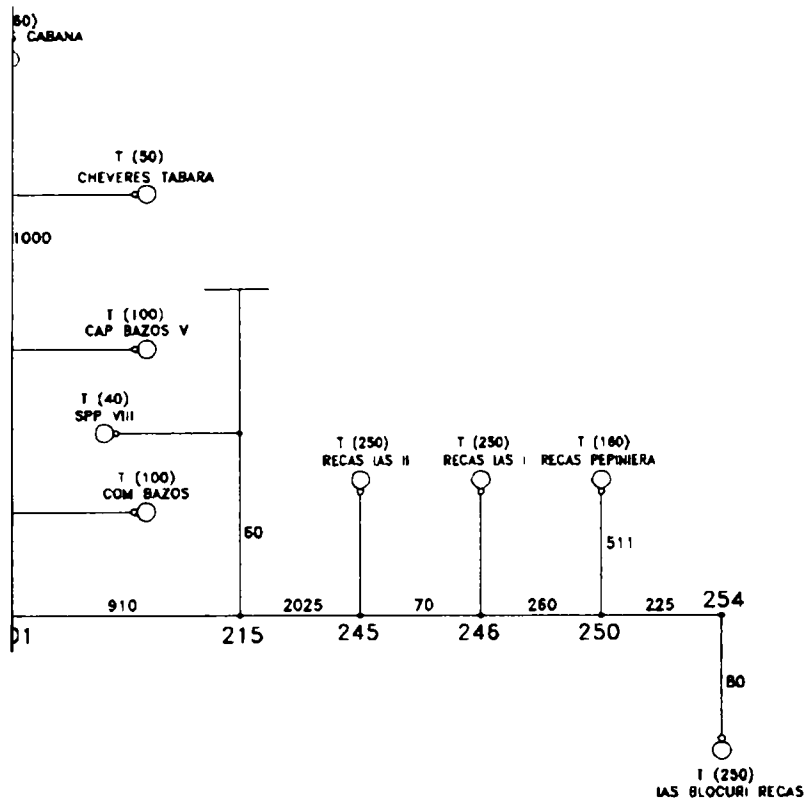 60)
CABANA
T (50)
CHEVERES TABARA
1000
T (100)
CAP BAZOS V
T (40)
SPP VIII
T (100)
COM BAZOS
60
T (250)
RECAS IAS II
T (250)
RECAS IAS I
T (160)
RECAS PEPINIERA
511
910
2025
70
260
225
254
01
215
245
246
250
80
T (250)
IAS BLOCURI RECAS